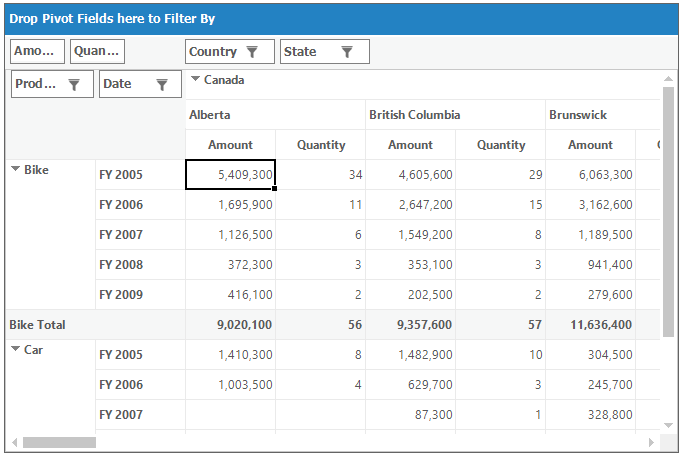 Drop Pivot Fields here to Filter By
Amo... Quan... Country State
Prod... Date Canada
Alberta British Columbia Brunswick
Amount Quantity Amount Quantity Amount
Bike FY 2005 5,409,300 34 4,605,600 29 6,063,300
FY 2006 1,695,900 11 2,647,200 15 3,162,600
FY 2007 1,126,500 6 1,549,200 8 1,189,500
FY 2008 372,300 3 353,100 3 941,400
FY 2009 416,100 2 202,500 2 279,600
Bike Total 9,020,100 56 9,357,600 57 11,636,400
Car FY 2005 1,410,300 8 1,482,900 10 304,500
FY 2006 1,003,500 4 629,700 3 245,700
FY 2007 87,300 1 328,800